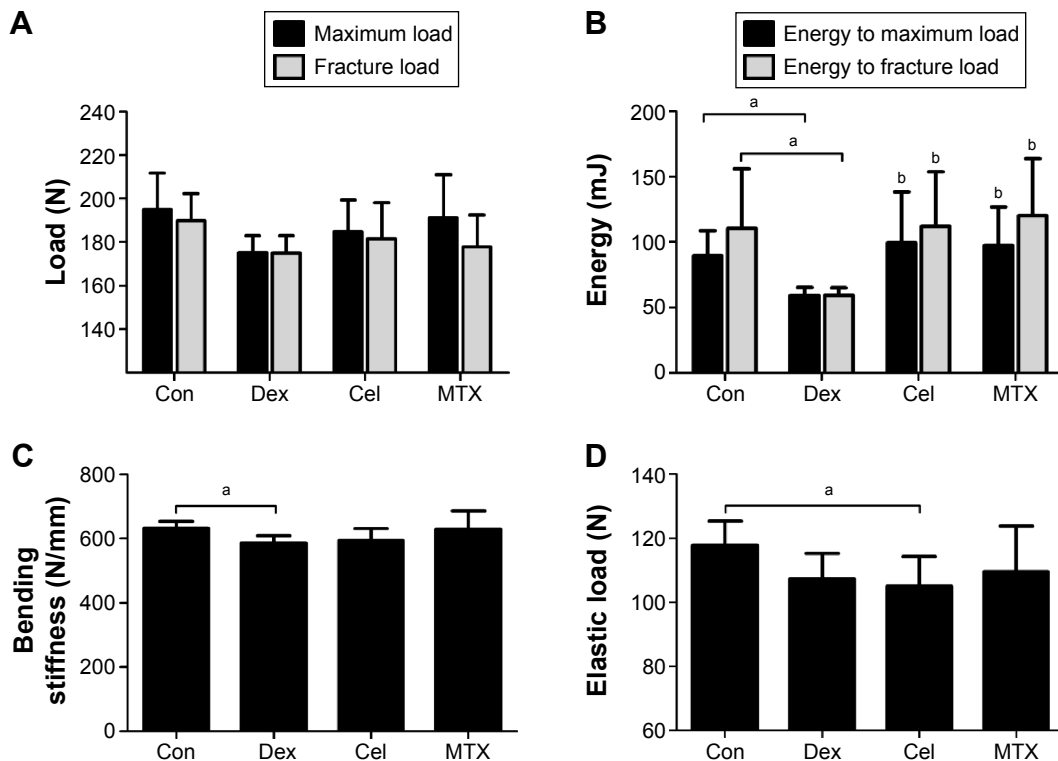 A
Maximum load
Fracture load
Load (N)
240
220
200
180
160
140
Con Dex Cel MTX
B
Energy to maximum load
Energy to fracture load
Energy (mJ)
200
150
100
50
0
a
a
b b b b
Con Dex Cel MTX
C
Bending
stiffness (N/mm)
800
600
400
200
0
a
Con Dex Cel MTX
D
Elastic load (N)
140
120
100
80
60
a
Con Dex Cel MTX